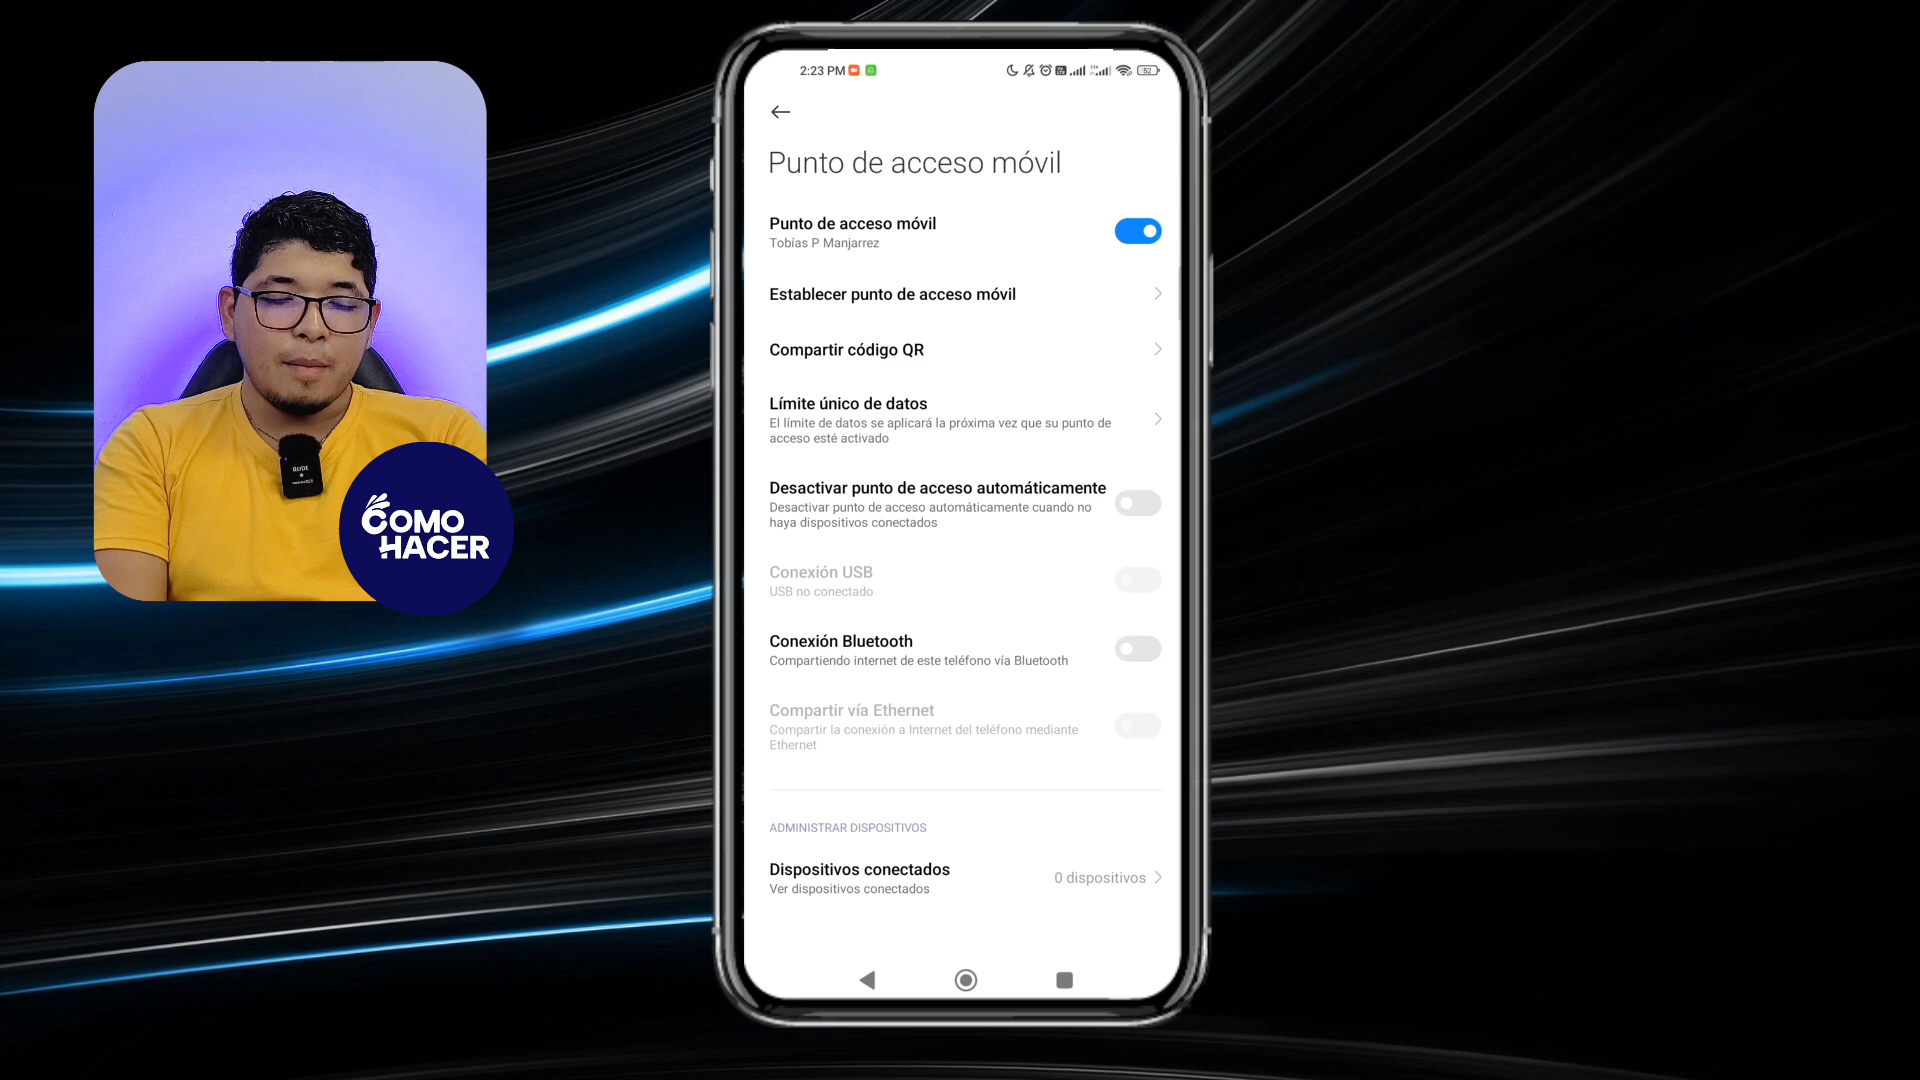 RODE
COMO
HACER
2:23 PM
52
Punto de acceso móvil
Punto de acceso móvil
Tobías P Manjarrez
Establecer punto de acceso móvil
Compartir código QR
Límite único de datos
El límite de datos se aplicará la próxima vez que su punto de
acceso esté activado
Desactivar punto de acceso automáticamente
Desactivar punto de acceso automáticamente cuando no
haya dispositivos conectados
Conexión USB
USB no conectado
Conexión Bluetooth
Compartiendo internet de este teléfono vía Bluetooth
Compartir vía Ethernet
Compartir la conexión a Internet del teléfono mediante
Ethernet
ADMINISTRAR DISPOSITIVOS
Dispositivos conectados
Ver dispositivos conectados
0 dispositivos